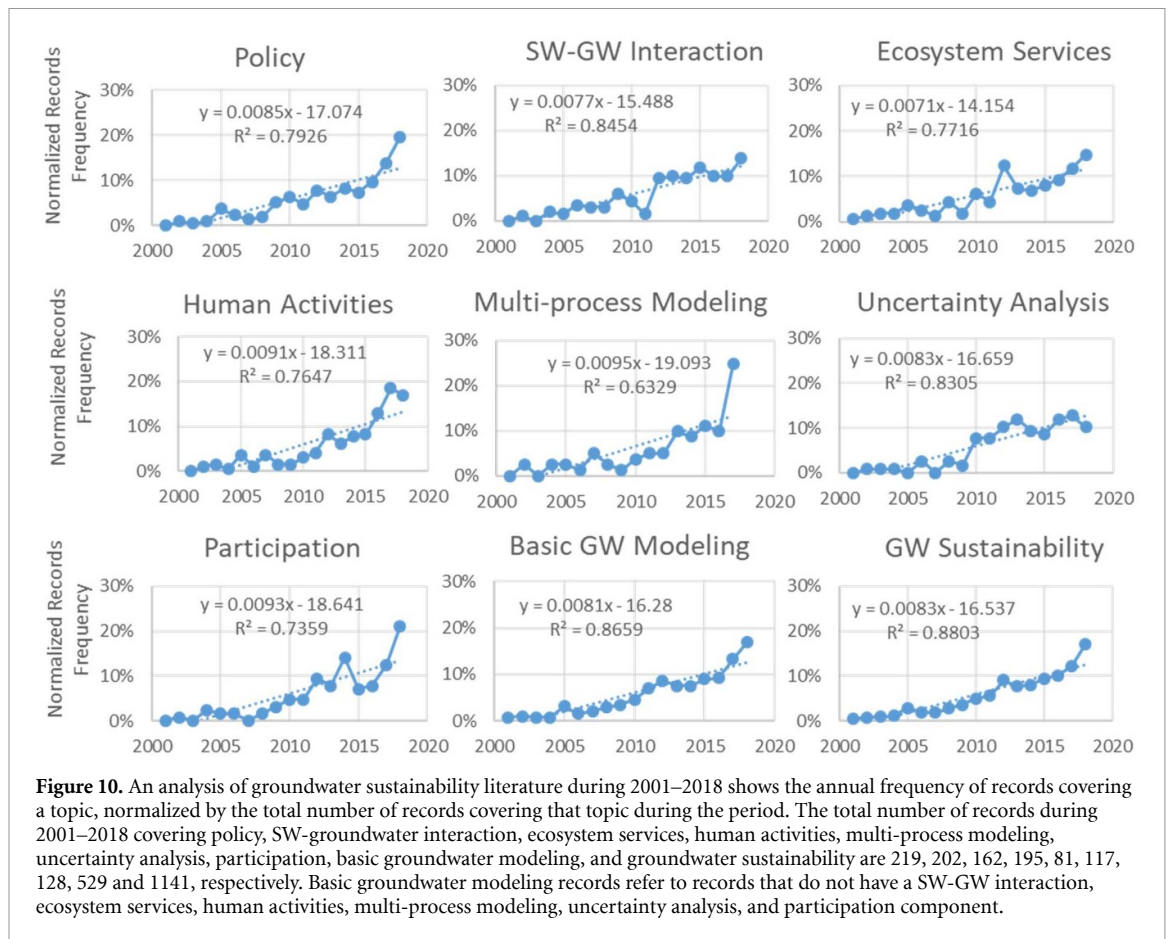 Policy
SW-GW Interaction
Ecosystem Services
Normalized Records
Frequency
30%
20%
10%
0%
y = 0.0085x - 17.074
R² = 0.7926
2000 2005 2010 2015 2020
30%
20%
10%
0%
y = 0.0077x - 15.488
R² = 0.8454
2000 2005 2010 2015 2020
30%
20%
10%
0%
y = 0.0071x - 14.154
R² = 0.7716
2000 2005 2010 2015 2020
Human Activities
Multi-process Modeling
Uncertainty Analysis
Normalized Records
Frequency
30%
20%
10%
0%
y = 0.0091x - 18.311
R² = 0.7647
2000 2005 2010 2015 2020
30%
20%
10%
0%
y = 0.0095x - 19.093
R² = 0.6329
2000 2005 2010 2015 2020
30%
20%
10%
0%
y = 0.0083x - 16.659
R² = 0.8305
2000 2005 2010 2015 2020
Participation
Basic GW Modeling
GW Sustainability
Normalized Records
Frequency
30%
20%
10%
0%
y = 0.0093x - 18.641
R² = 0.7359
2000 2005 2010 2015 2020
30%
20%
10%
0%
y = 0.0081x - 16.28
R² = 0.8659
2000 2005 2010 2015 2020
30%
20%
10%
0%
y = 0.0083x - 16.537
R² = 0.8803
2000 2005 2010 2015 2020
Figure 10. An analysis of groundwater sustainability literature during 2001–2018 shows the annual frequency of records covering
a topic, normalized by the total number of records covering that topic during the period. The total number of records during
2001–2018 covering policy, SW-groundwater interaction, ecosystem services, human activities, multi-process modeling,
uncertainty analysis, participation, basic groundwater modeling, and groundwater sustainability are 219, 202, 162, 195, 81, 117,
128, 529 and 1141, respectively. Basic groundwater modeling records refer to records that do not have a SW-GW interaction,
ecosystem services, human activities, multi-process modeling, uncertainty analysis, and participation component.